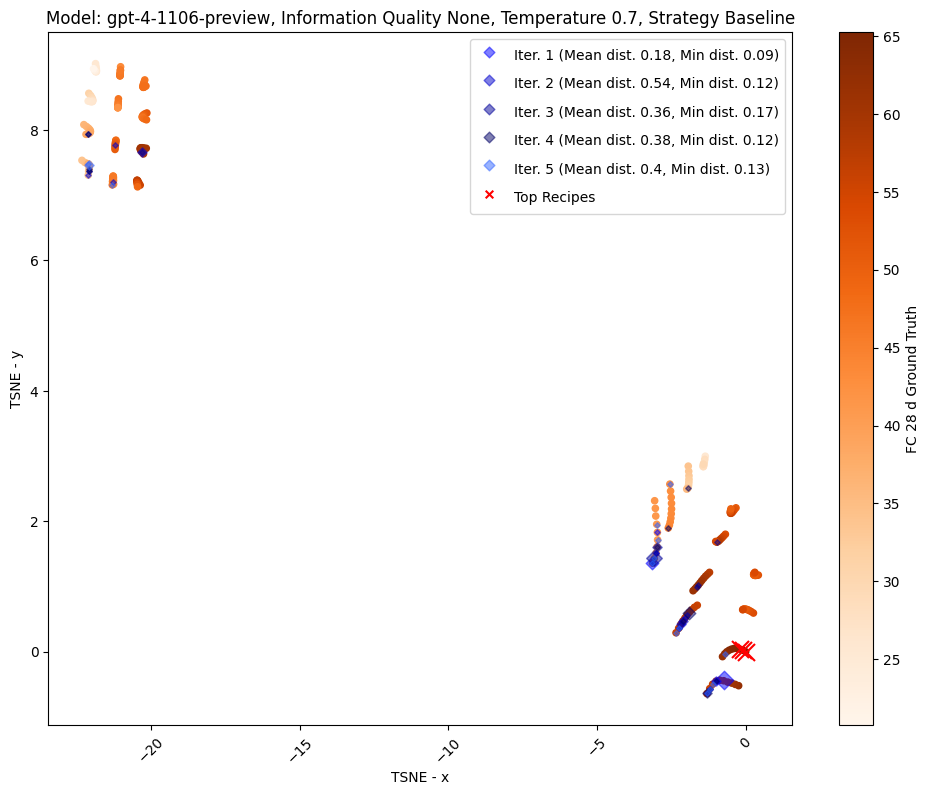 Model: gpt-4-1106-preview, Information Quality None, Temperature 0.7, Strategy Baseline
Iter. 1 (Mean dist. 0.18, Min dist. 0.09)
Iter. 2 (Mean dist. 0.54, Min dist. 0.12)
Iter. 3 (Mean dist. 0.36, Min dist. 0.17)
Iter. 4 (Mean dist. 0.38, Min dist. 0.12)
Iter. 5 (Mean dist. 0.4, Min dist. 0.13)
Top Recipes
TSNE - y
8
6
4
2
0
−20
−15
−10
−5
0
TSNE - x
65
60
55
50
45
40
35
30
25
FC 28 d Ground Truth